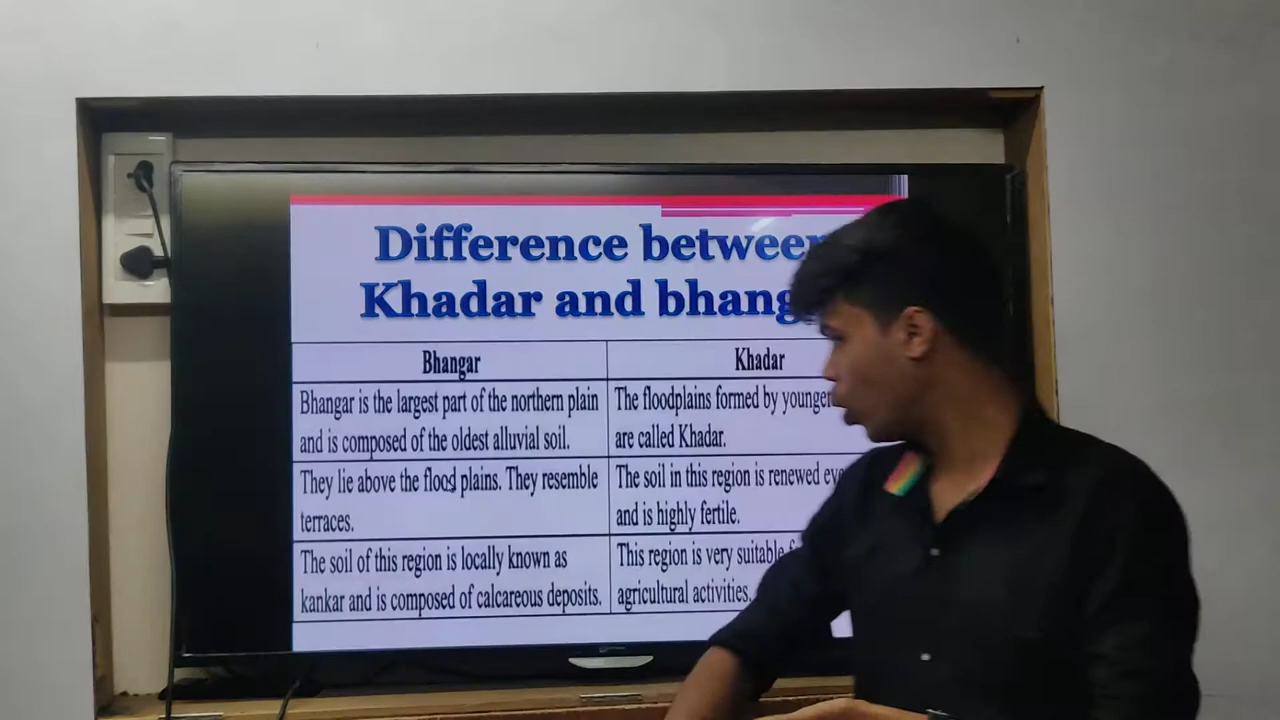 Difference between
Khadar and bhang
Bhangar
Khadar
Bhangar is the largest part of the northern plain
and is composed of the oldest alluvial soil.
The floodplains formed by younger
are called Khadar.
They lie above the flood plains. They resemble
terraces.
The soil in this region is renewed
and is highly fertile.
The soil of this region is locally known as
kankar and is composed of calcareous deposits.
This region is very suitable
agricultural activities.